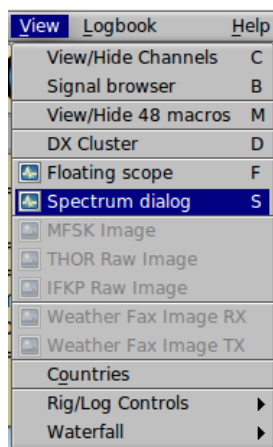 View Logbook Help
View/Hide Channels C
Signal browser B
View/Hide 48 macros M
DX Cluster D
Floating scope F
Spectrum dialog S
MFSK Image
THOR Raw Image
IFKP Raw Image
Weather Fax Image RX
Weather Fax Image TX
Countries
Rig/Log Controls
Waterfall